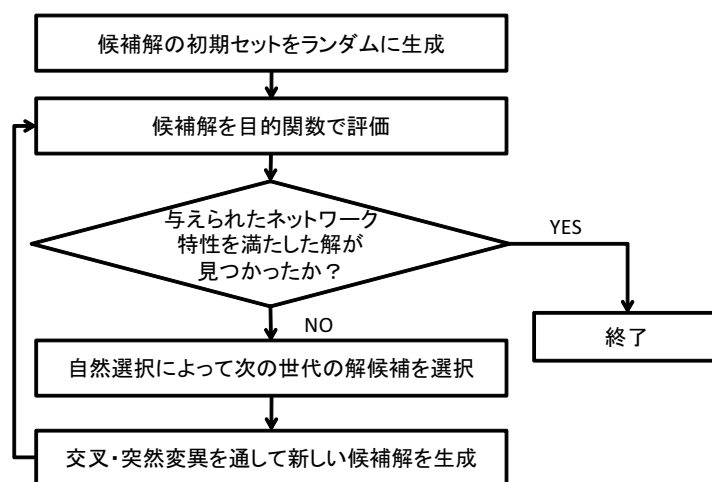 候補解の初期セットをランダムに生成
候補解を目的関数で評価
与えられたネットワーク
特性を満たした解が
見つかったか？
YES
NO
終了
自然選択によって次の世代の解候補を選択
交叉・突然変異を通して新しい候補解を生成